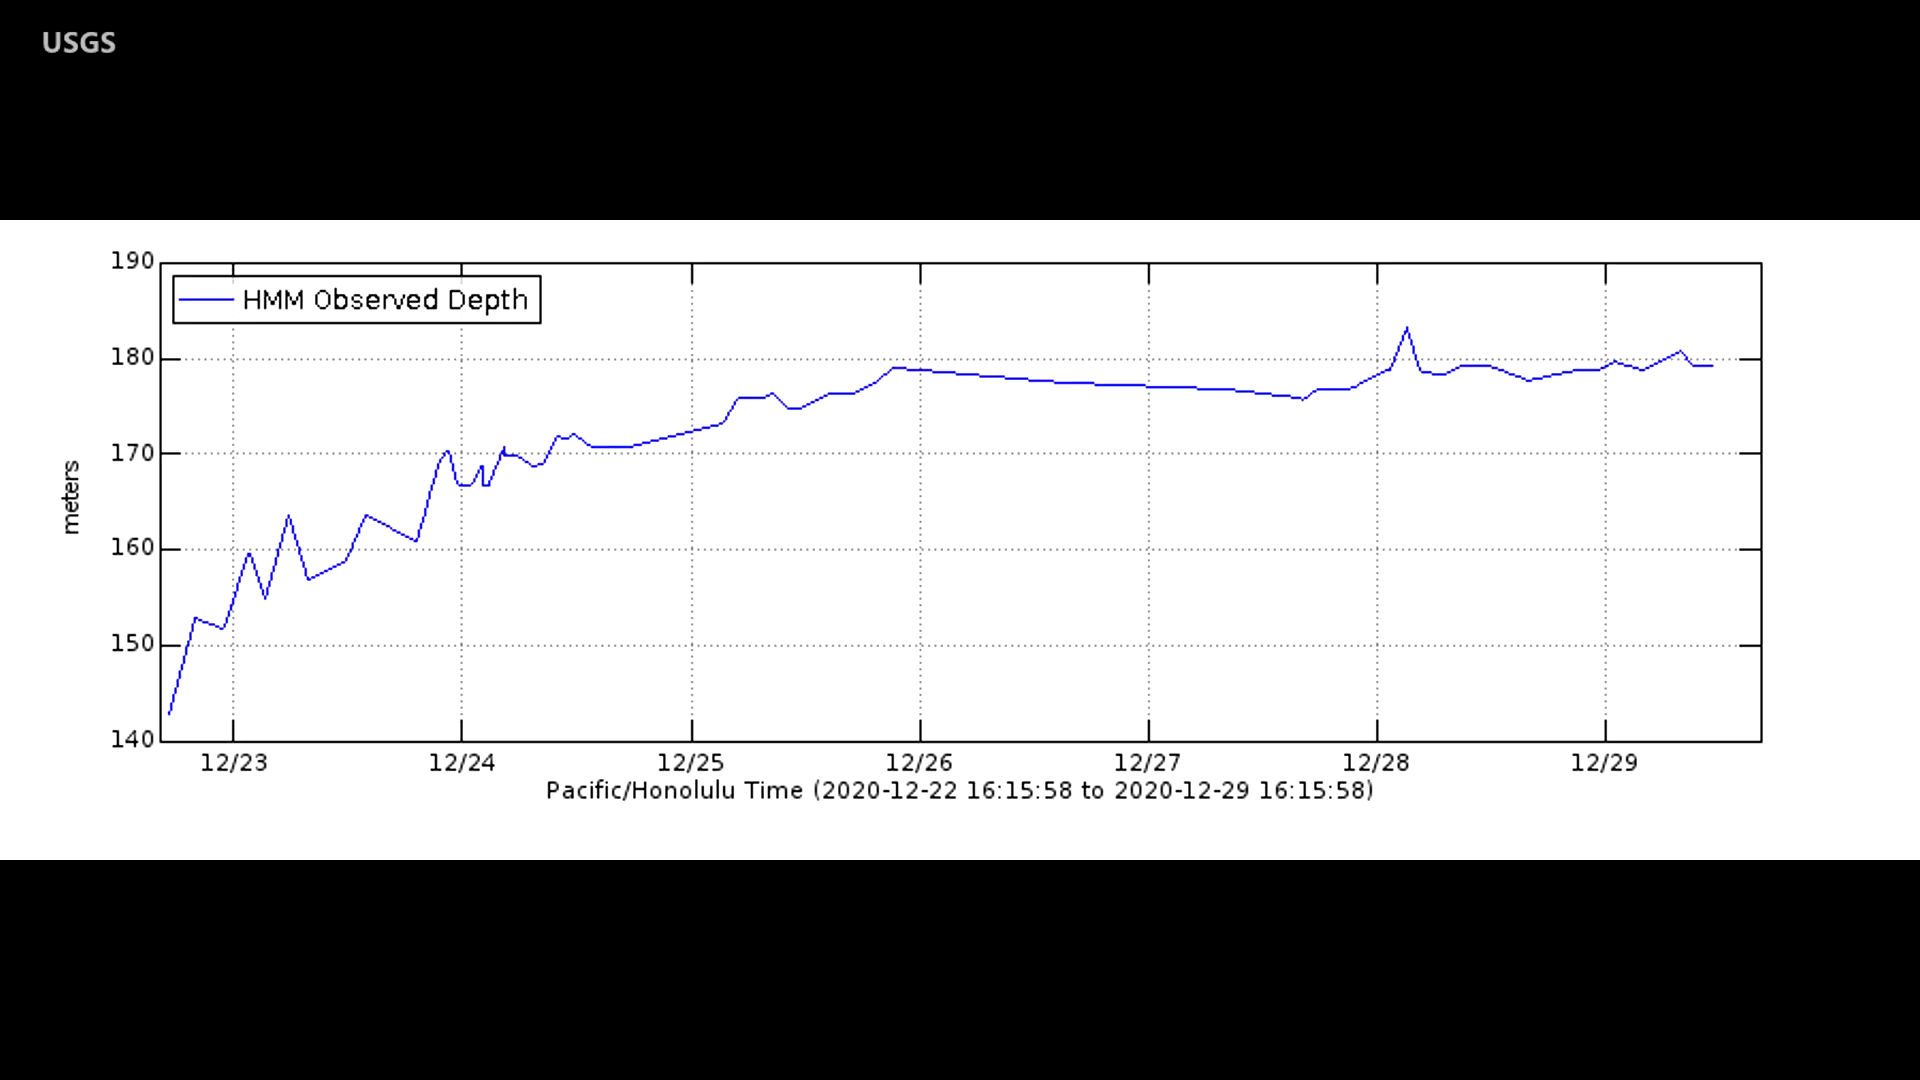 USGS
190
HMM Observed Depth
180
170
meters
160
150
140
12/23 12/24 12/25 12/26 12/27 12/28 12/29
Pacific/Honolulu Time (2020-12-22 16:15:58 to 2020-12-29 16:15:58)